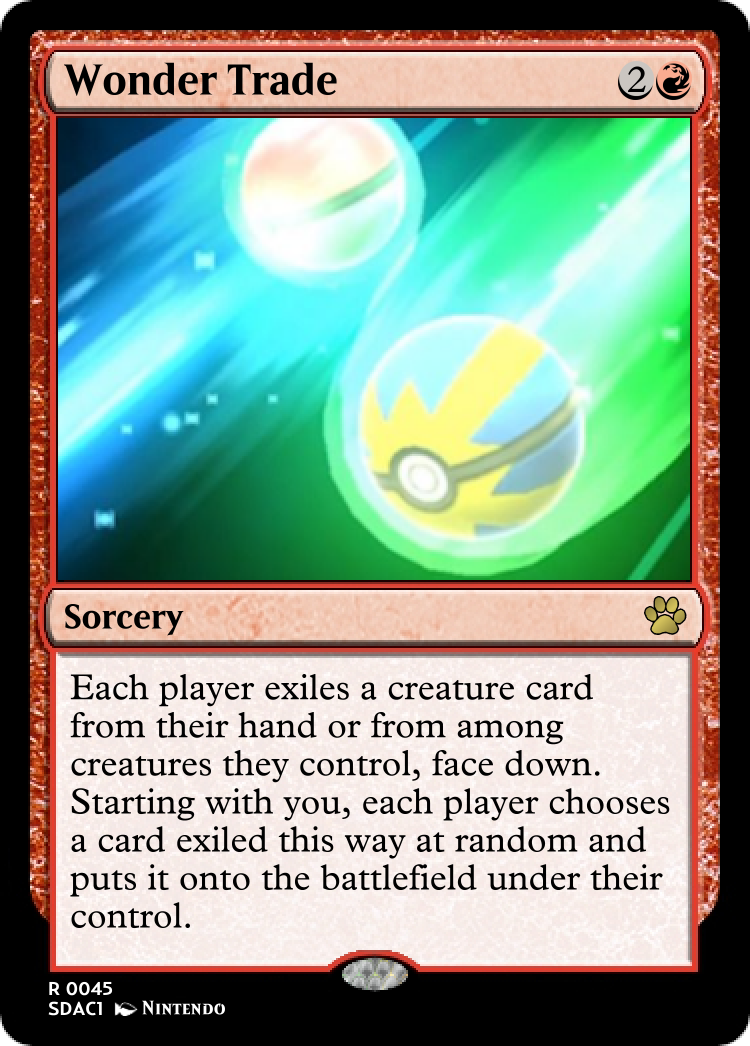 Wonder Trade 2
Sorcery
Each player exiles a creature card
from their hand or from among
creatures they control, face down.
Starting with you, each player chooses
a card exiled this way at random and
puts it onto the battlefield under their
control.
R 0045
SDAC1 Nintendo